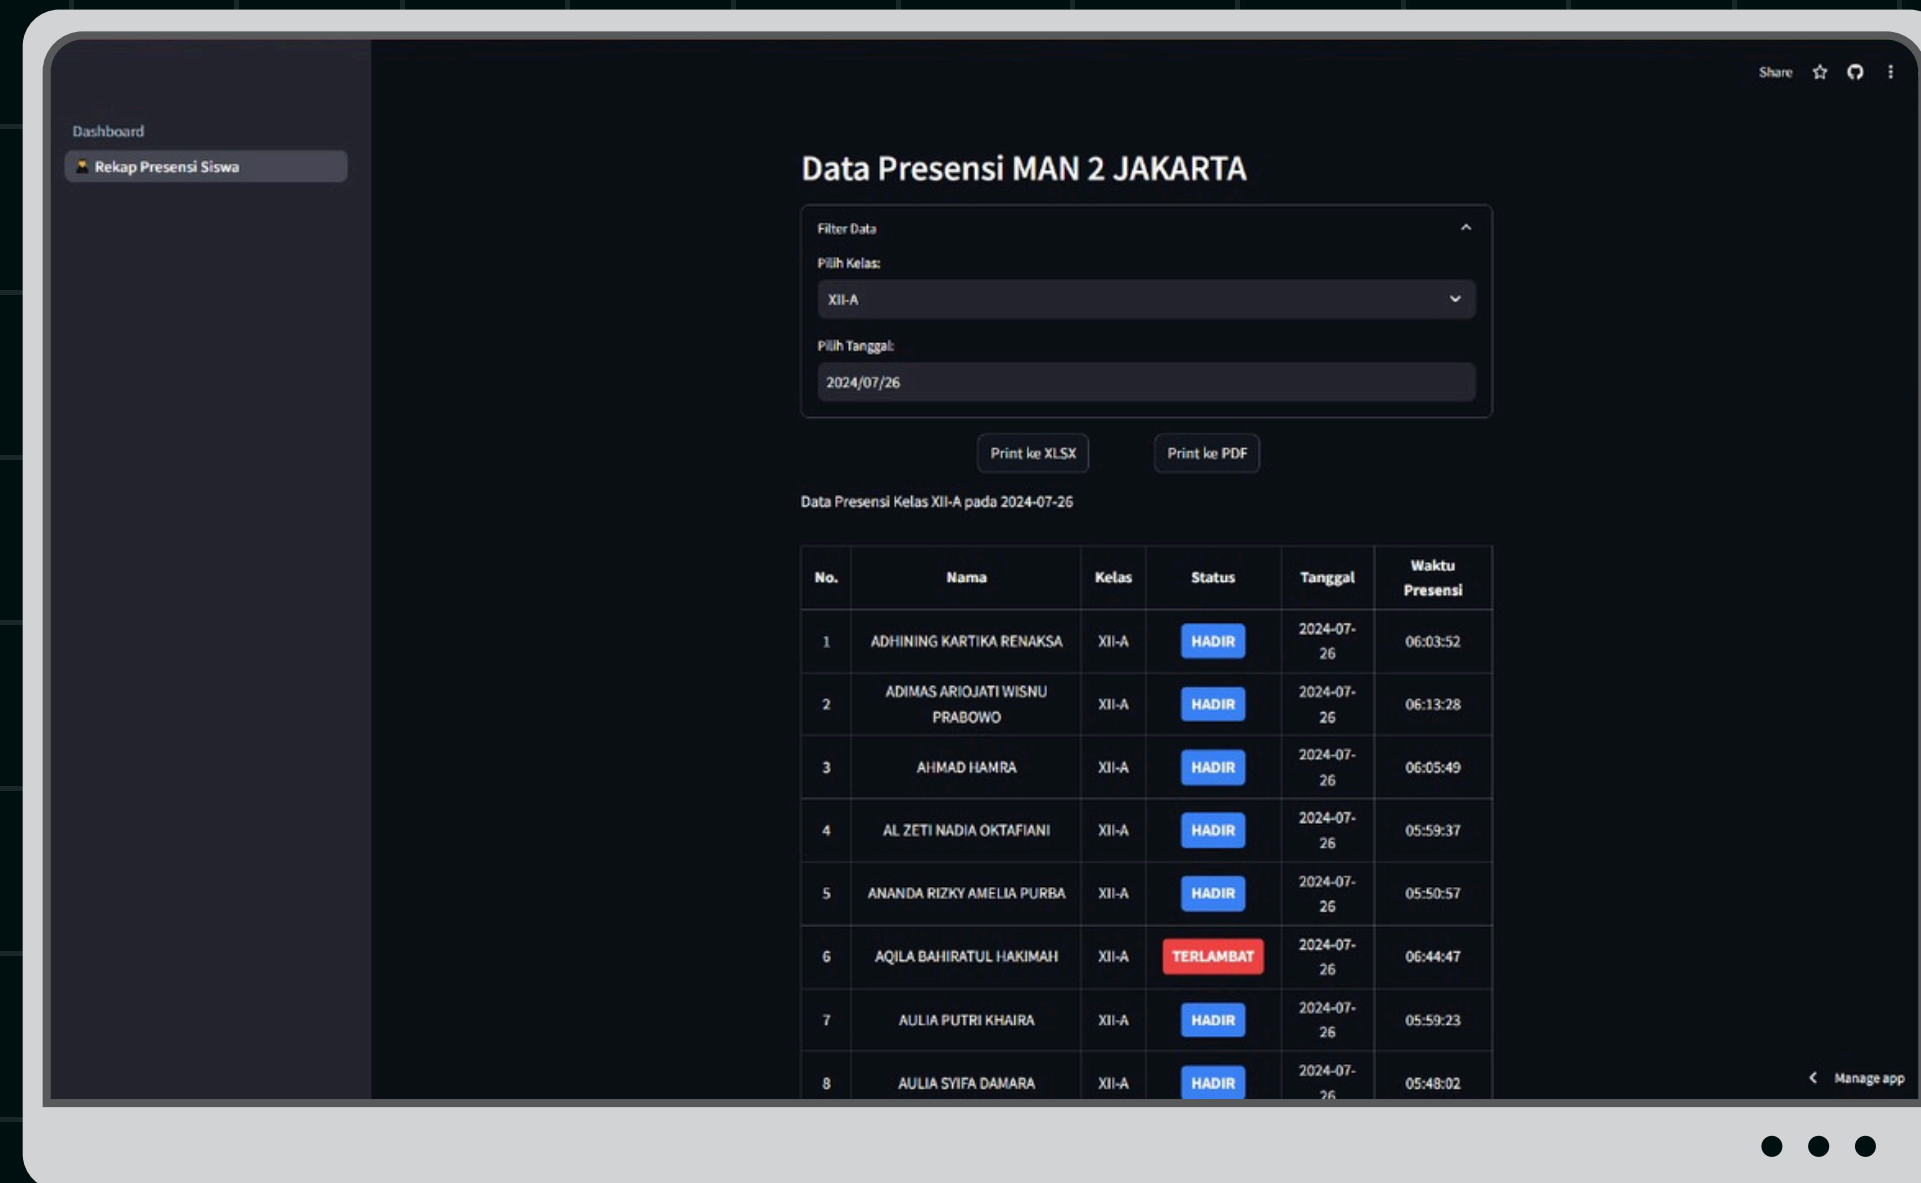 Share
Dashboard
Rekap Presensi Siswa
Data Presensi MAN 2 JAKARTA
Filter Data
Pilih Kelas:
XII-A
Pilih Tanggal:
2024/07/26
Print ke XLSX Print ke PDF
Data Presensi Kelas XII-A pada 2024-07-26
No. Nama Kelas Status Tanggal Waktu Presensi
1 ADHINING KARTIKA RENAKSA XII-A HADIR 2024-07-26 06:03:52
2 ADIMAS ARIOJATI WISNU PRABOWO XII-A HADIR 2024-07-26 06:13:28
3 AHMAD HAMRA XII-A HADIR 2024-07-26 06:05:49
4 AL ZETI NADIA OKTAFIANI XII-A HADIR 2024-07-26 05:59:37
5 ANANDA RIZKY AMELIA PURBA XII-A HADIR 2024-07-26 05:50:57
6 AQILA BAHIRATUL HAKIMAH XII-A TERLAMBAT 2024-07-26 06:44:47
7 AULIA PUTRI KHAIRA XII-A HADIR 2024-07-26 05:59:23
8 AULIA SYIFA DAMARA XII-A HADIR 2024-07-26 05:48:02
Manage app